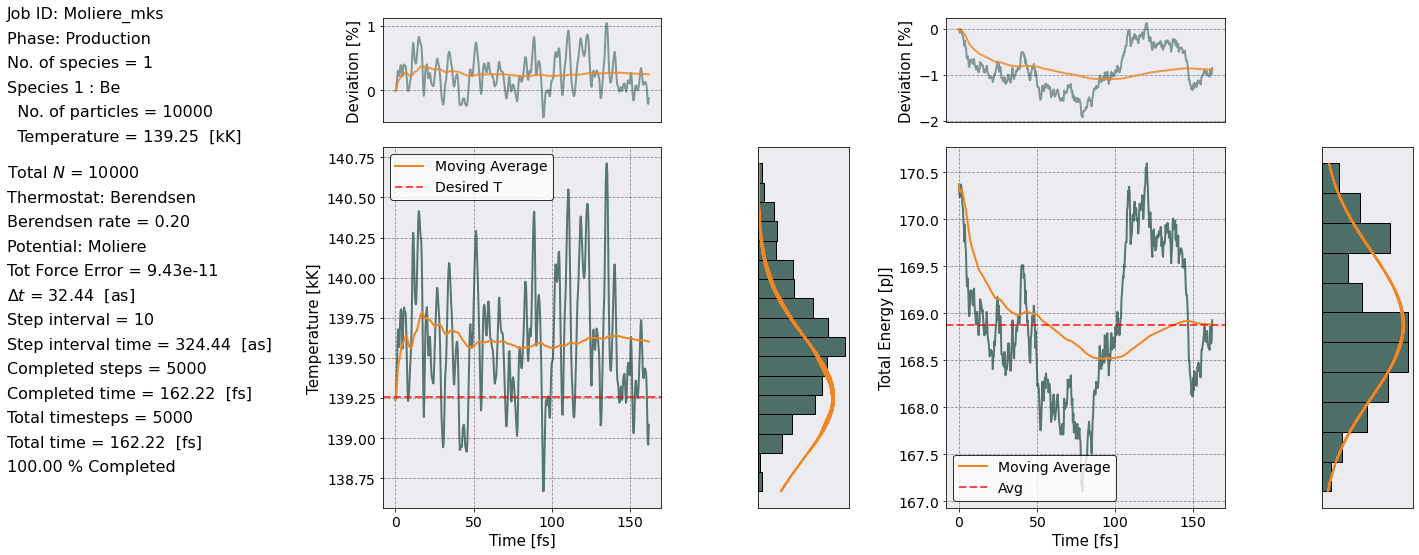 Job ID: Moliere_mks
Phase: Production
No. of species = 1
Species 1 : Be
No. of particles = 10000
Temperature = 139.25 [kK]
Total N = 10000
Thermostat: Berendsen
Berendsen rate = 0.20
Potential: Moliere
Tot Force Error = 9.43e-11
Δt = 32.44 [as]
Step interval = 10
Step interval time = 324.44 [as]
Completed steps = 5000
Completed time = 162.22 [fs]
Total timesteps = 5000
Total time = 162.22 [fs]
100.00 % Completed
Deviation [%]
1
0
Temperature [kK]
140.75
140.50
140.25
140.00
139.75
139.50
139.25
139.00
138.75
Moving Average
Desired T
0 50 100 150
Time [fs]
Deviation [%]
0
−1
−2
Total Energy [pJ]
170.5
170.0
169.5
169.0
168.5
168.0
167.5
167.0
Moving Average
Avg
0 50 100 150
Time [fs]